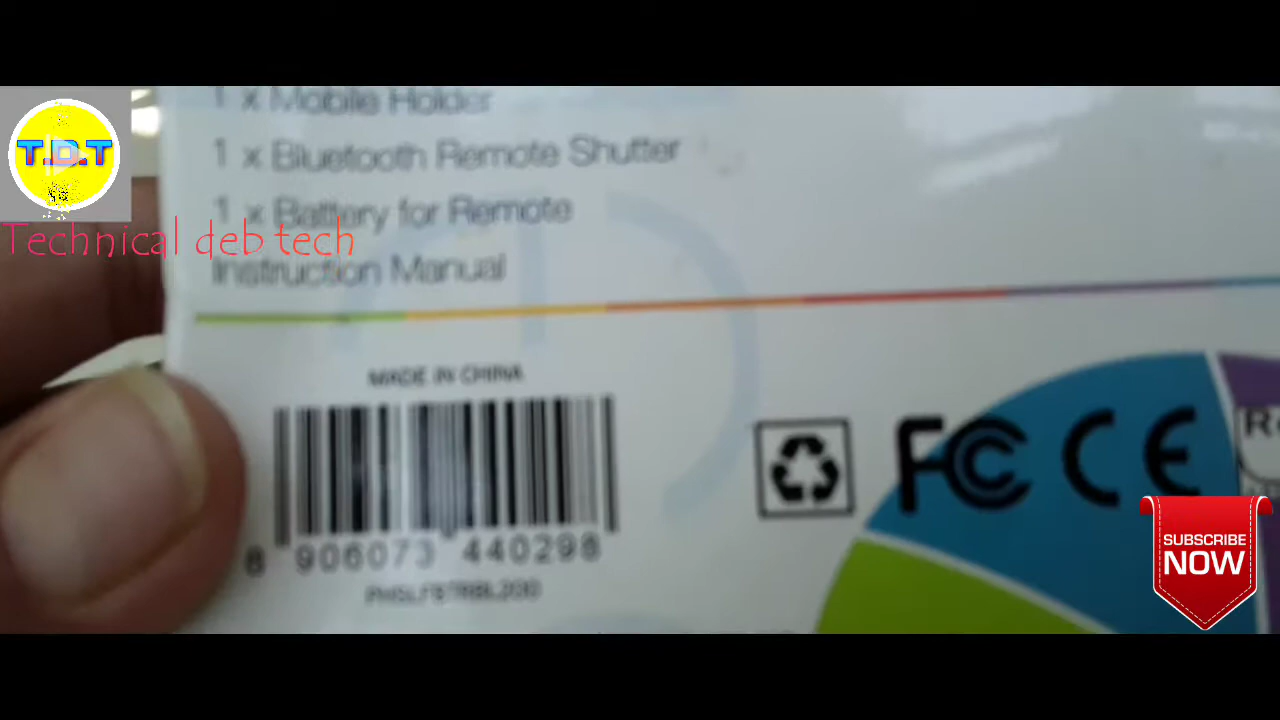 1 x Mobile Holder
T.D.T
1 x Bluetooth Remote Shutter
1 x Battery for Remote
Technical deb tech
Instruction Manual
MADE IN CHINA
FC CE
8 906073 440298
SUBSCRIBE
NOW